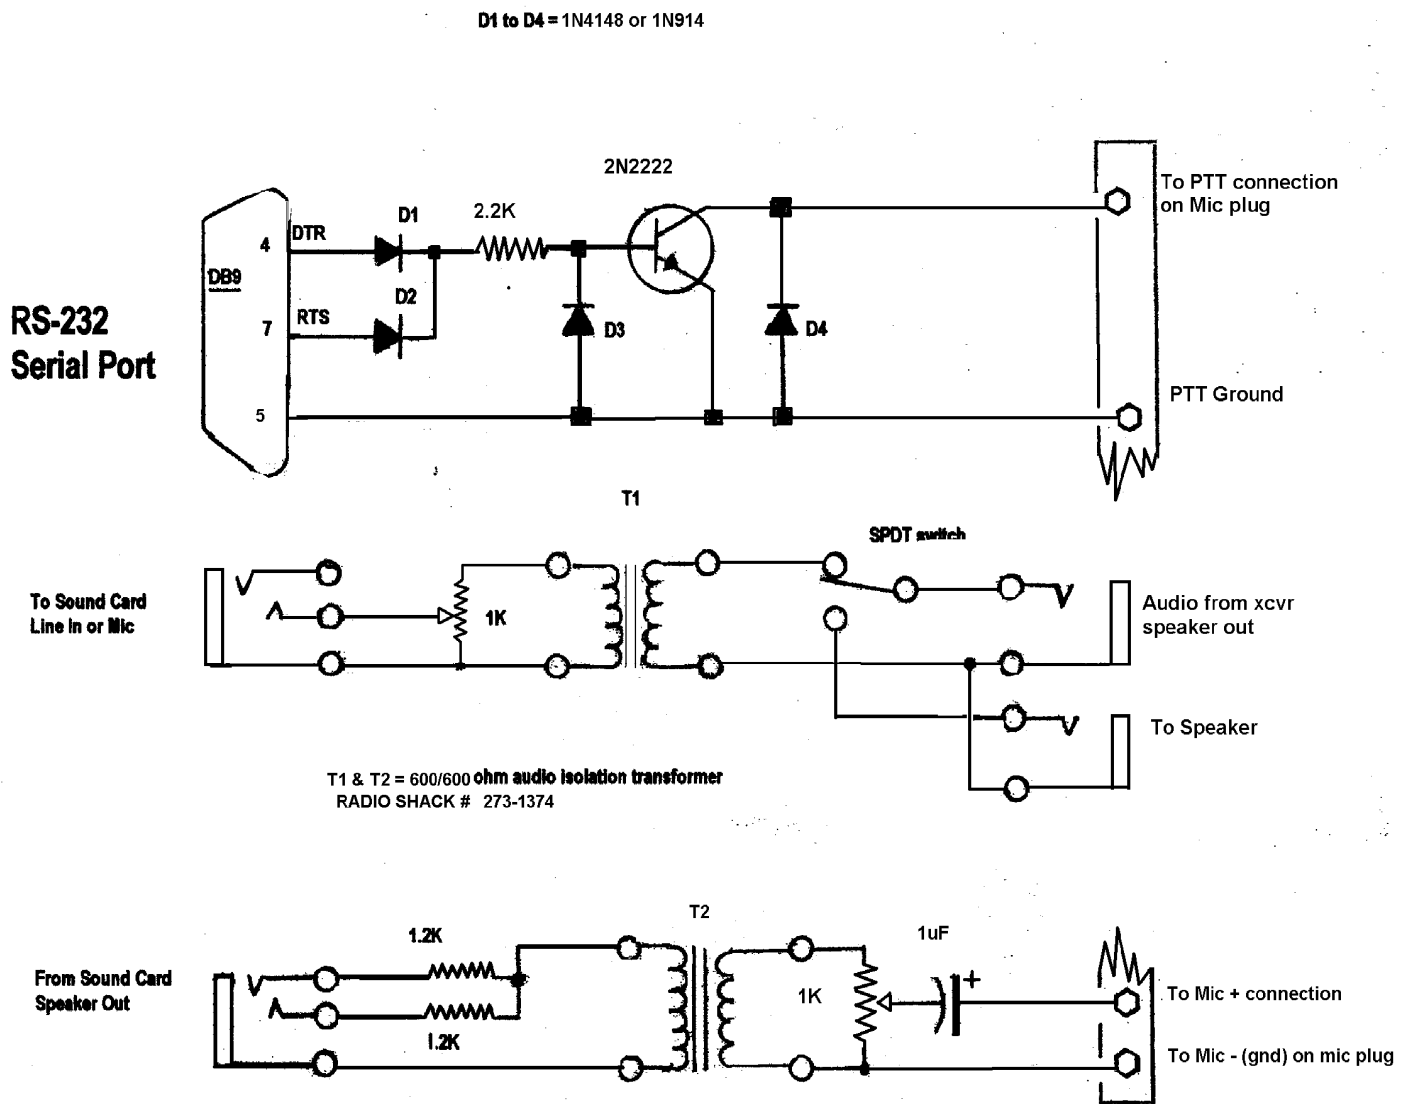 D1 to D4 = 1N4148 or 1N914
2N2222
To PTT connection
on Mic plug
2.2K
D1
DTR
4
DB9
D2
RTS
7
D3
D4
RS-232
Serial Port
PTT Ground
5
T1
SPDT switch
To Sound Card
Line In or Mic
1K
Audio from xcvr
speaker out
To Speaker
T1 & T2 = 600/600 ohm audio isolation transformer
RADIO SHACK # 273-1374
T2
1.2K
1uF
+
From Sound Card
Speaker Out
1K
To Mic + connection
1.2K
To Mic - (gnd) on mic plug